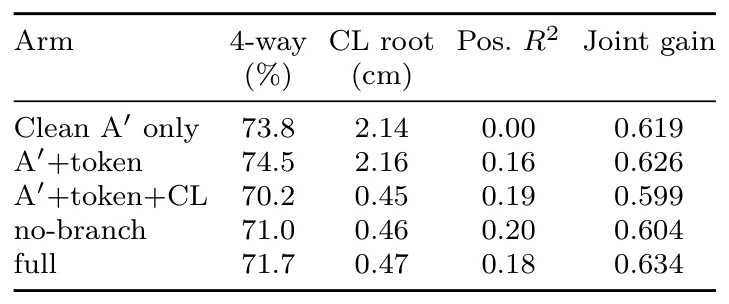 Arm 4-way CL root Pos. R² Joint gain
(%) (cm)
Clean A′ only 73.8 2.14 0.00 0.619
A′+token 74.5 2.16 0.16 0.626
A′+token+CL 70.2 0.45 0.19 0.599
no-branch 71.0 0.46 0.20 0.604
full 71.7 0.47 0.18 0.634